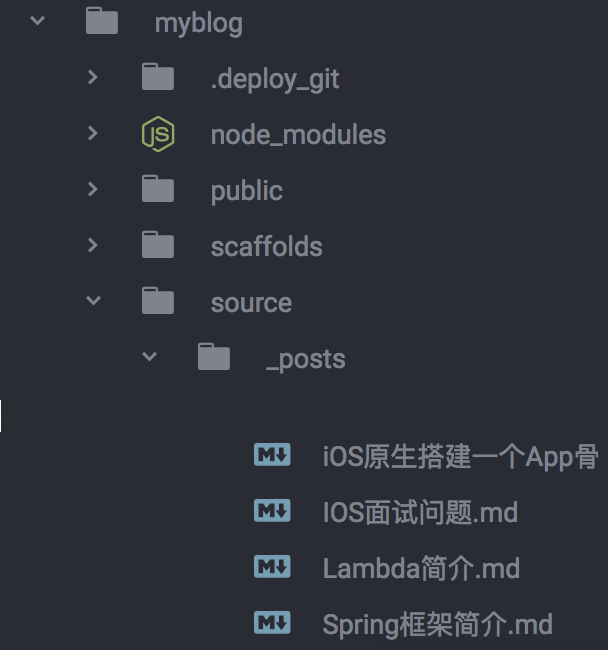 myblog
.deploy_git
JS node_modules
public
scaffolds
source
_posts
M iOS原生搭建一个App骨
M IOS面试问题.md
M Lambda简介.md
M Spring框架简介.md